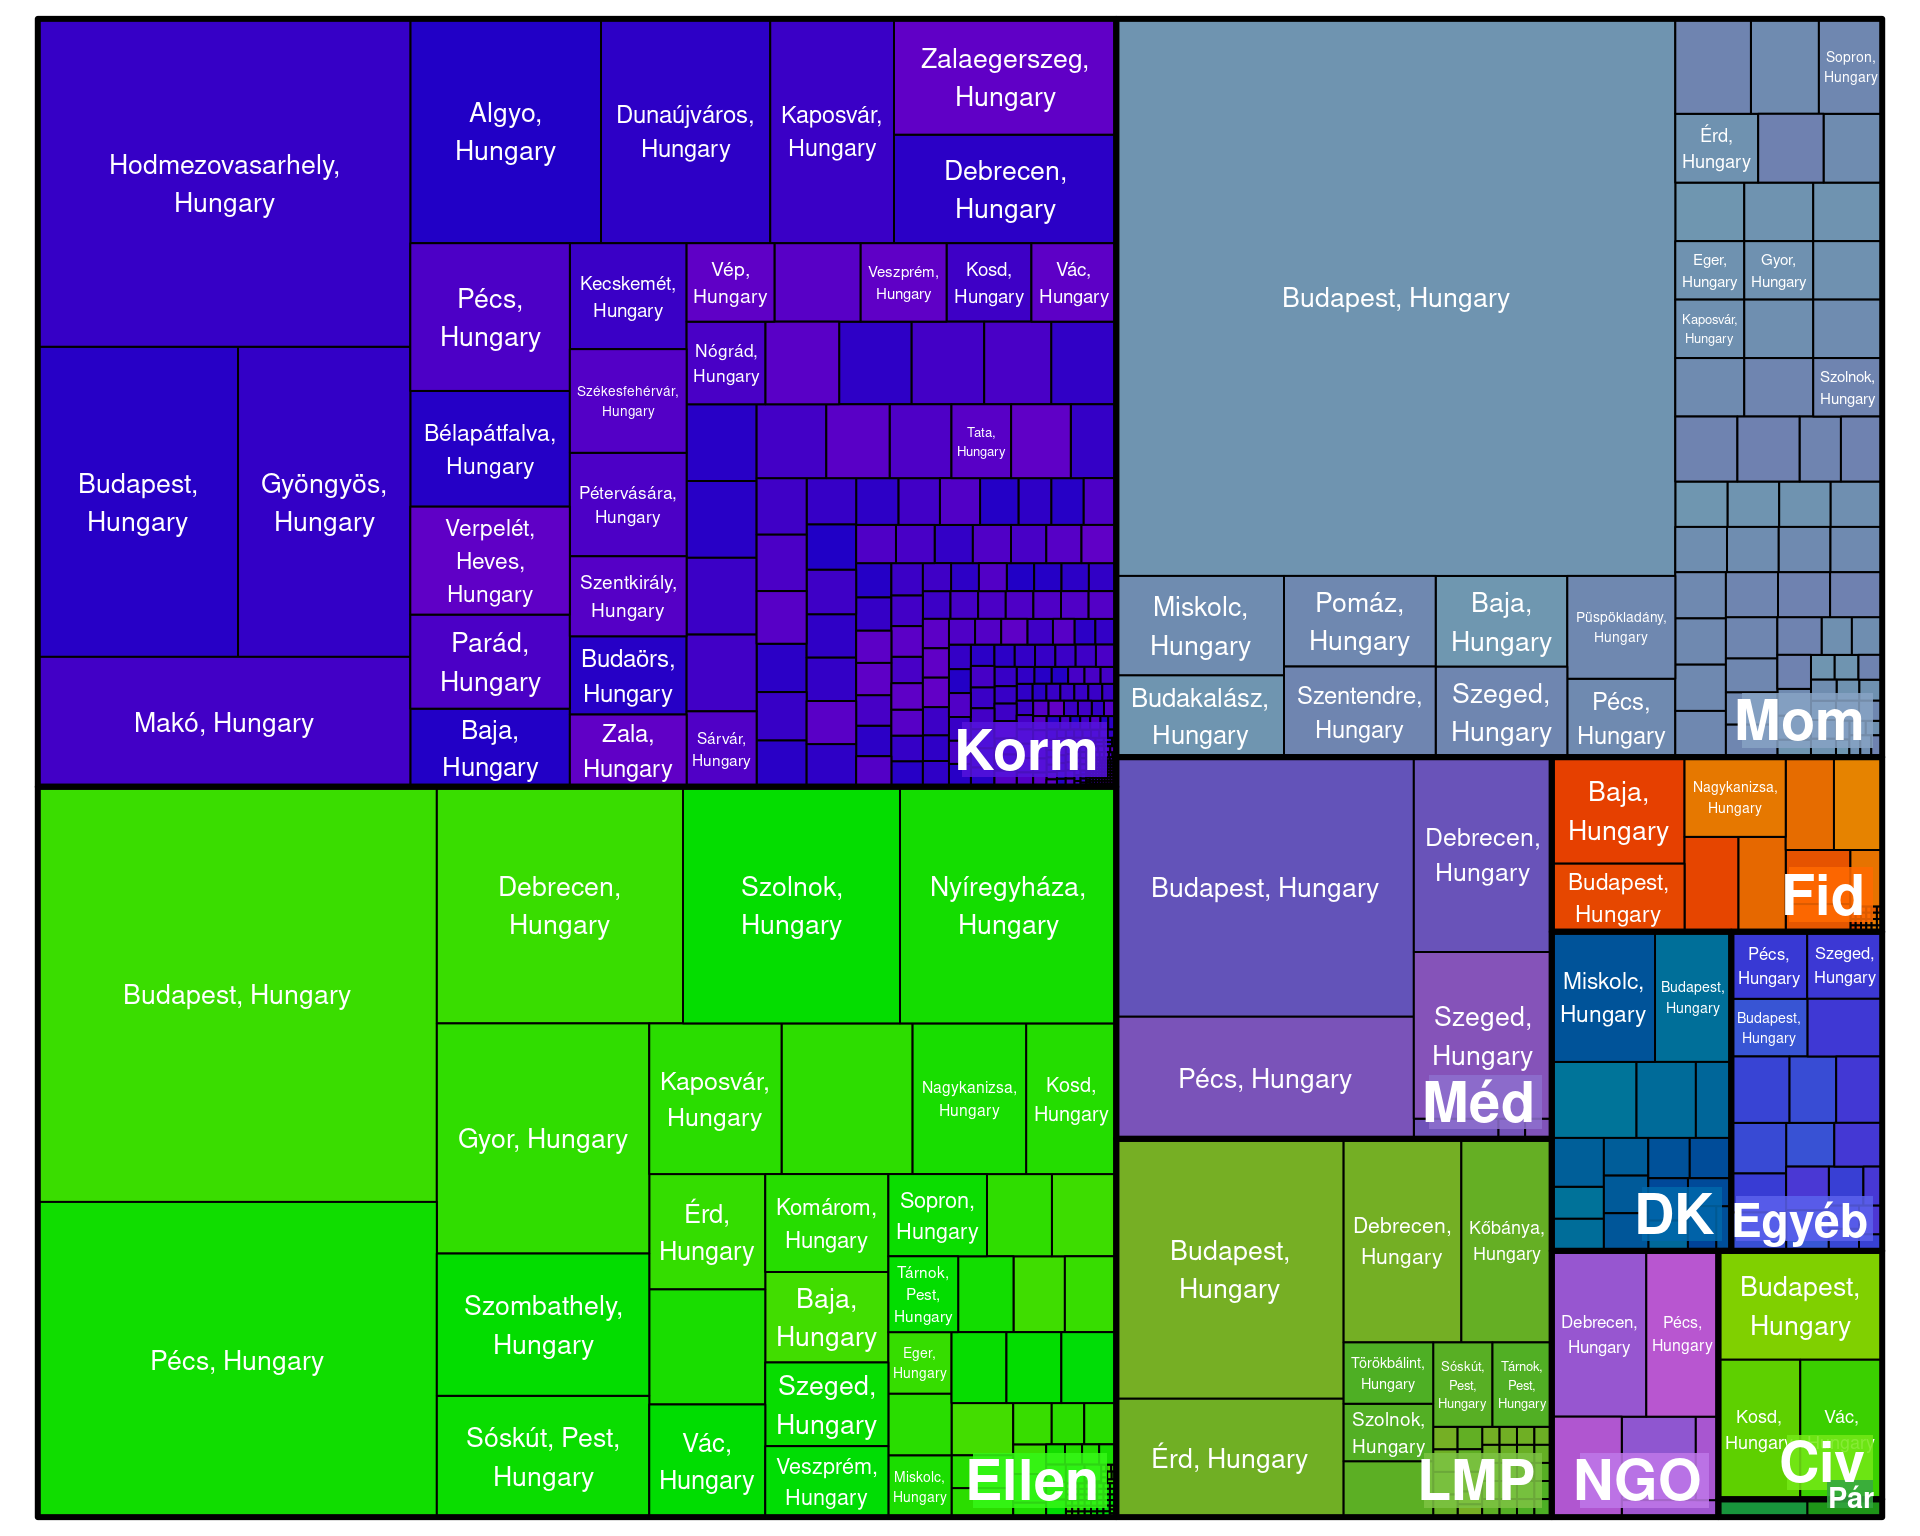 Hodmezovasarhely,
Hungary
Algyo,
Hungary
Dunaújváros,
Hungary
Kaposvár,
Hungary
Zalaegerszeg,
Hungary
Debrecen,
Hungary
Budapest,
Hungary
Gyöngyös,
Hungary
Makó, Hungary
Pécs,
Hungary
Bélapátfalva,
Hungary
Verpelét,
Heves,
Hungary
Parád,
Hungary
Baja,
Hungary
Kecskemét,
Hungary
Székesfehérvár,
Hungary
Pétervására,
Hungary
Szentkirály,
Hungary
Budaörs,
Hungary
Zala,
Hungary
Vép,
Hungary
Veszprém,
Hungary
Kosd,
Hungary
Vác,
Hungary
Nógrád,
Hungary
Tata,
Hungary
Sárvár,
Hungary
Korm
Budapest, Hungary
Sopron,
Hungary
Érd,
Hungary
Eger,
Hungary
Gyor,
Hungary
Kaposvár,
Hungary
Szolnok,
Hungary
Miskolc,
Hungary
Pomáz,
Hungary
Baja,
Hungary
Püspökladány,
Hungary
Budakalász,
Hungary
Szentendre,
Hungary
Szeged,
Hungary
Pécs,
Hungary
Mom
Budapest, Hungary
Pécs, Hungary
Debrecen,
Hungary
Szolnok,
Hungary
Nyíregyháza,
Hungary
Gyor, Hungary
Szombathely,
Hungary
Sóskút, Pest,
Hungary
Kaposvár,
Hungary
Nagykanizsa,
Hungary
Kosd,
Hungary
Érd,
Hungary
Vác,
Hungary
Komárom,
Hungary
Baja,
Hungary
Szeged,
Hungary
Veszprém,
Hungary
Sopron,
Hungary
Tárnok,
Pest,
Hungary
Eger,
Hungary
Miskolc,
Hungary
Ellen
Budapest, Hungary
Debrecen,
Hungary
Pécs, Hungary
Szeged,
Hungary
Méd
Baja,
Hungary
Nagykanizsa,
Hungary
Budapest,
Hungary
Fid
Miskolc,
Hungary
Budapest,
Hungary
DK
Pécs,
Hungary
Szeged,
Hungary
Budapest,
Hungary
Egyéb
Budapest,
Hungary
Érd, Hungary
Debrecen,
Hungary
Kőbánya,
Hungary
Törökbálint,
Hungary
Sóskút,
Pest,
Hungary
Tárnok,
Pest,
Hungary
Szolnok,
Hungary
LMP
Debrecen,
Hungary
Pécs,
Hungary
NGO
Budapest,
Hungary
Kosd,
Hungary
Vác,
Hungary
Civ
Pár